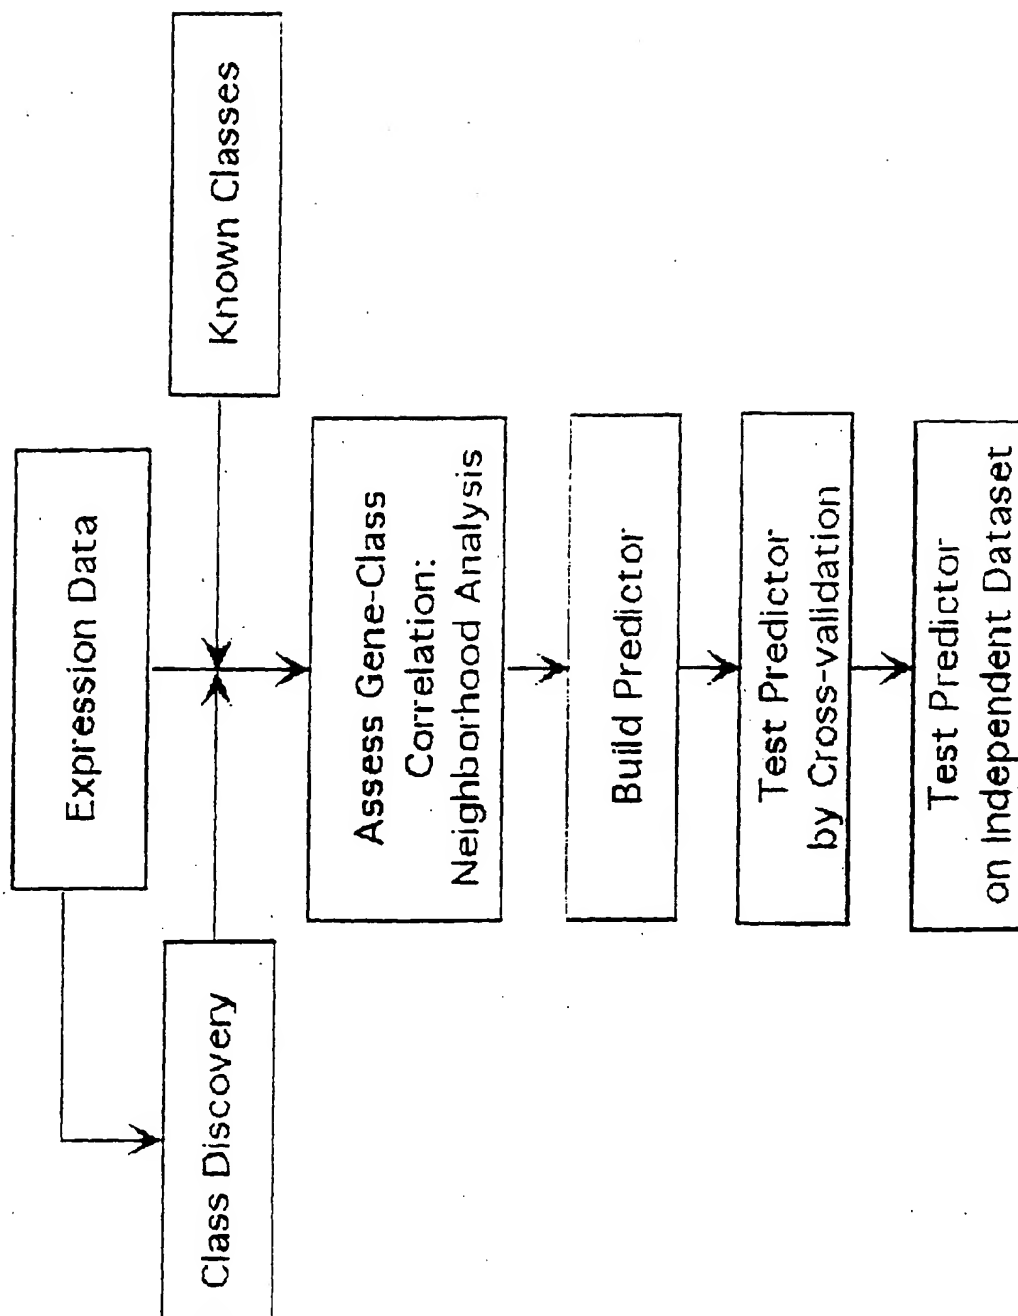 Expression Data
Known Classes
Class Discovery
Assess Gene-Class
Correlation:
Neighborhood Analysis
Build Predictor
Test Predictor
by Cross-validation
Test Predictor
on Independent Dataset